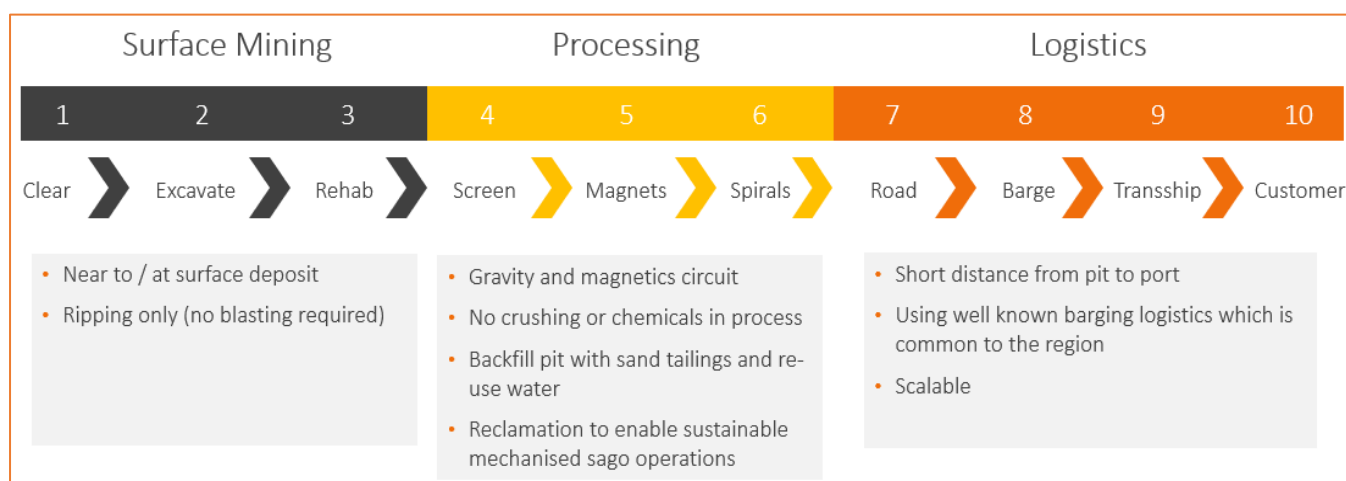 Surface Mining
Processing
Logistics
1 2 3 4 5 6 7 8 9 10
Clear Excavate Rehab Screen Magnets Spirals Road Barge Transship Customer
• Near to / at surface deposit
• Ripping only (no blasting required)
• Gravity and magnetics circuit
• No crushing or chemicals in process
• Backfill pit with sand tailings and re-
use water
• Reclamation to enable sustainable
mechanised sago operations
• Short distance from pit to port
• Using well known barging logistics which is
common to the region
• Scalable